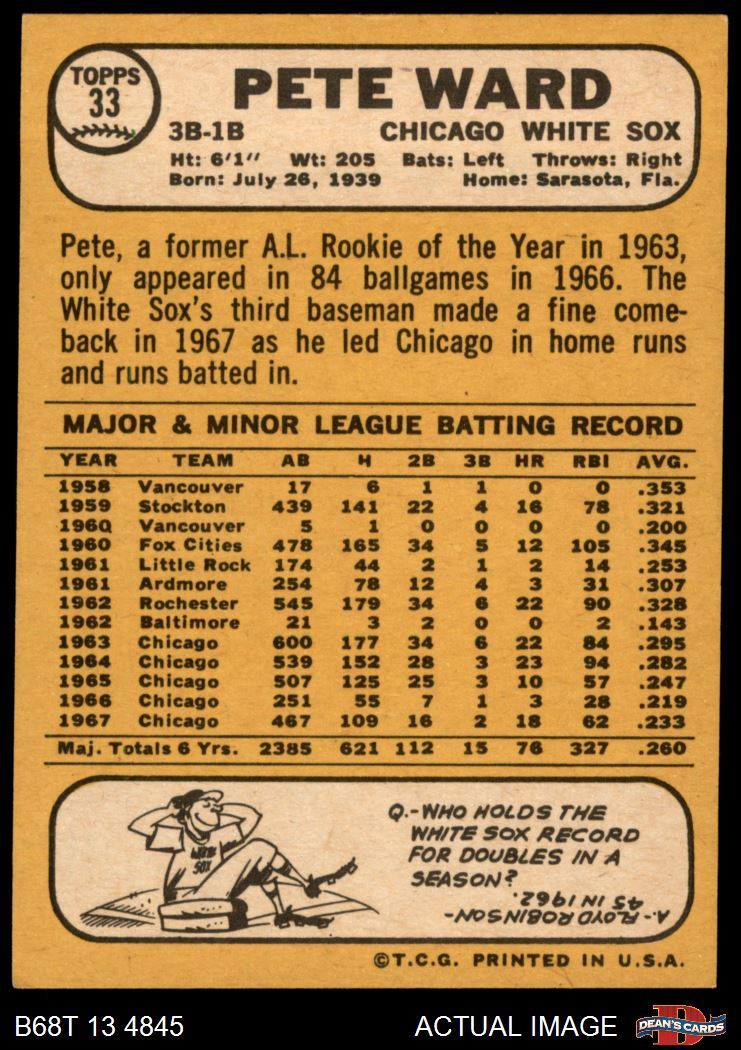 TOPPS
33
PETE WARD
3B-1B CHICAGO WHITE SOX
Ht: 6'1" Wt: 205 Bats: Left Throws: Right
Born: July 26, 1939 Home: Sarasota, Fla.
Pete, a former A.L. Rookie of the Year in 1963,
only appeared in 84 ballgames in 1966. The
White Sox's third baseman made a fine come-
back in 1967 as he led Chicago in home runs
and runs batted in.
MAJOR & MINOR LEAGUE BATTING RECORD
YEAR TEAM AB H 2B 3B HR RBI AVG.
1958 Vancouver 17 6 1 1 0 0 .353
1959 Stockton 439 141 22 4 16 78 .321
1960 Vancouver 5 1 0 0 0 0 .200
1960 Fox Cities 478 165 34 5 12 105 .345
1961 Little Rock 174 44 2 1 2 14 .253
1961 Ardmore 254 78 12 4 3 31 .307
1962 Rochester 545 179 34 6 22 90 .328
1962 Baltimore 21 3 2 0 0 2 .143
1963 Chicago 600 177 34 6 22 84 .295
1964 Chicago 539 152 28 3 23 94 .282
1965 Chicago 507 125 25 3 10 57 .247
1966 Chicago 251 55 7 1 3 28 .219
1967 Chicago 467 109 16 2 18 62 .233
Maj. Totals 6 Yrs. 2385 621 112 15 76 327 .260
WHITE
SOX
Q.-WHO HOLDS THE
WHITE SOX RECORD
FOR DOUBLES IN A
SEASON?
A.-FLOYD ROBINSON-
45 IN 1962.
©T.C.G. PRINTED IN U.S.A.
B68T 13 4845 ACTUAL IMAGE
D
DEAN'S CARDS